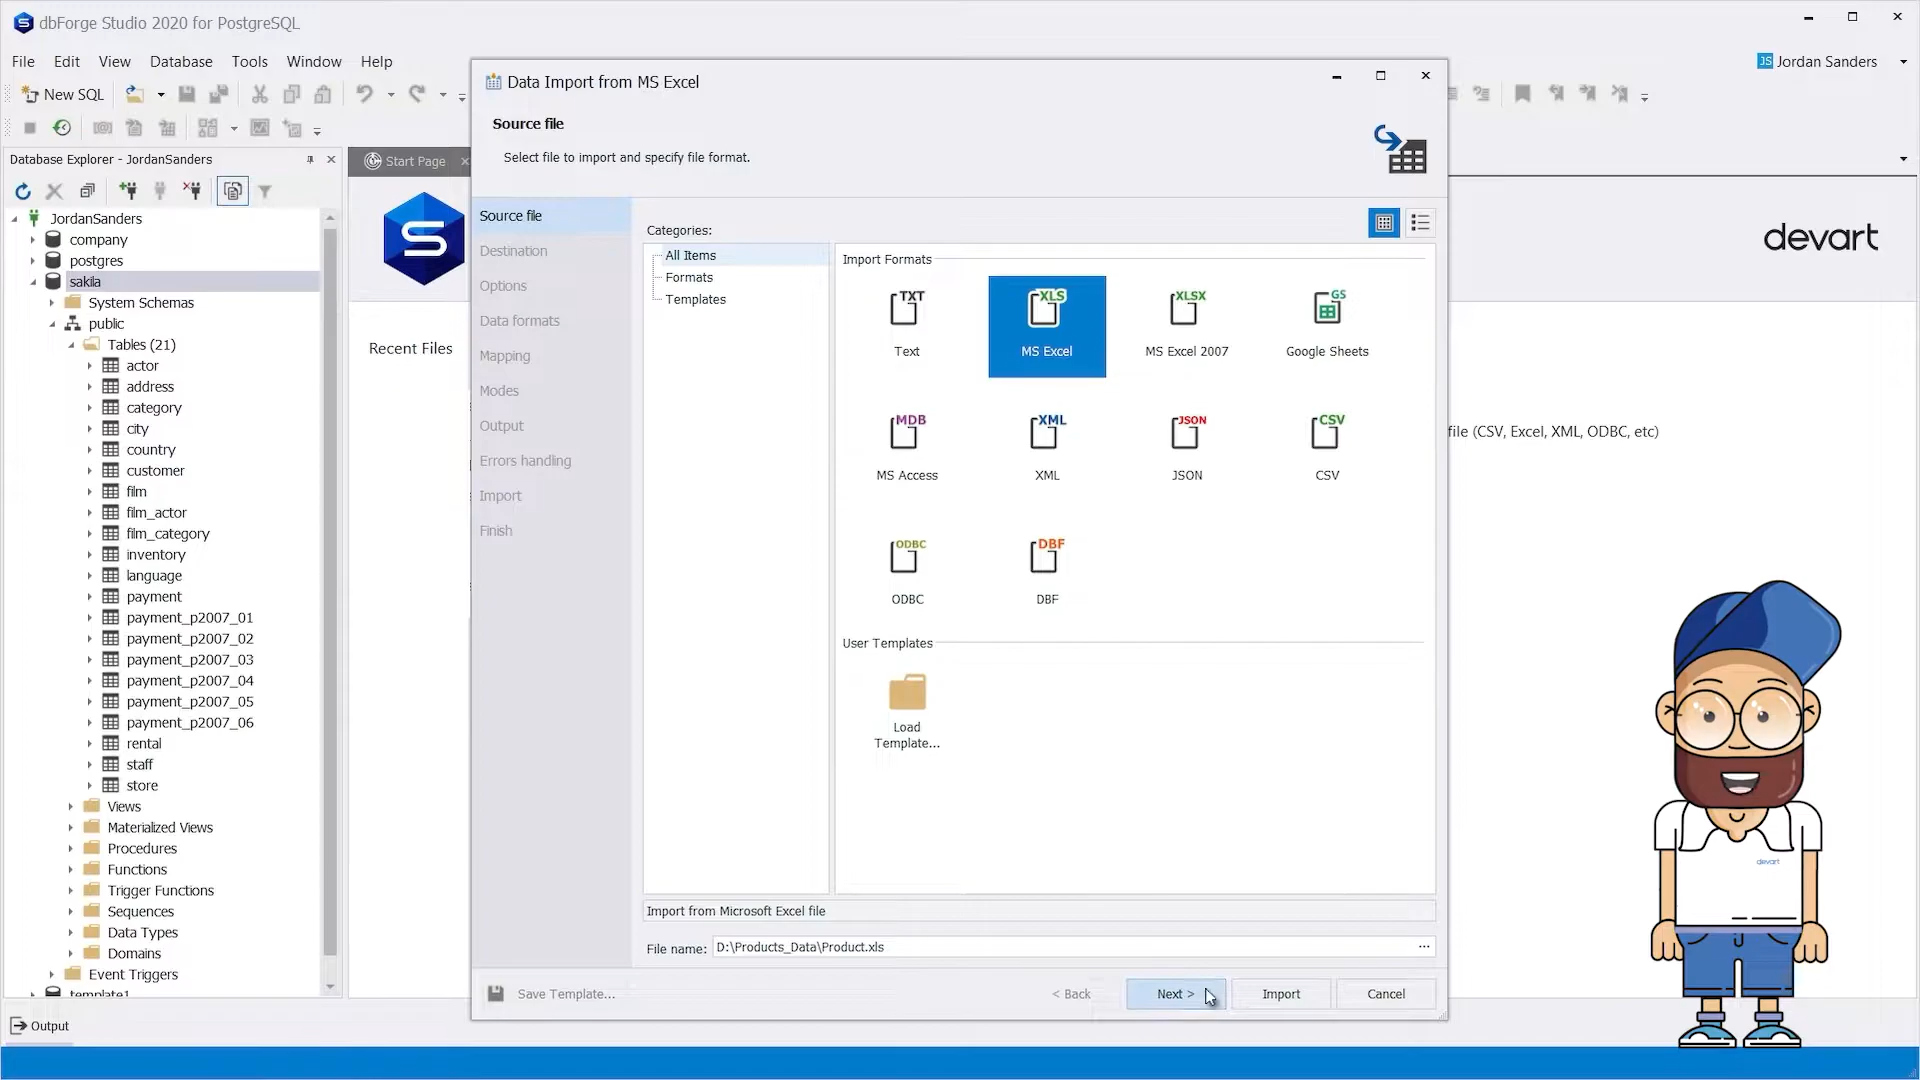 dbForge Studio 2020 for PostgreSQL
File Edit View Database Tools Window Help
JS Jordan Sanders
New SQL
Database Explorer - JordanSanders
JordanSanders
company
postgres
sakila
System Schemas
public
Tables (21)
actor
address
category
city
country
customer
film
film_actor
film_category
inventory
language
payment
payment_p2007_01
payment_p2007_02
payment_p2007_03
payment_p2007_04
payment_p2007_05
payment_p2007_06
rental
staff
store
Views
Materialized Views
Procedures
Functions
Trigger Functions
Sequences
Data Types
Domains
Event Triggers
template1
Output
Start Page
S
Recent Files
devart
file (CSV, Excel, XML, ODBC, etc)
Data Import from MS Excel
Source file
Select file to import and specify file format.
Source file
Destination
Options
Data formats
Mapping
Modes
Output
Errors handling
Import
Finish
Categories:
All Items
Formats
Templates
Import Formats
TXT XLS XLSX GS
Text MS Excel MS Excel 2007 Google Sheets
MDB XML JSON CSV
MS Access XML JSON CSV
ODBC DBF
ODBC DBF
User Templates
Load
Template...
Import from Microsoft Excel file
File name: D:\Products_Data\Product.xls ...
Save Template... < Back Next > Import Cancel
devart